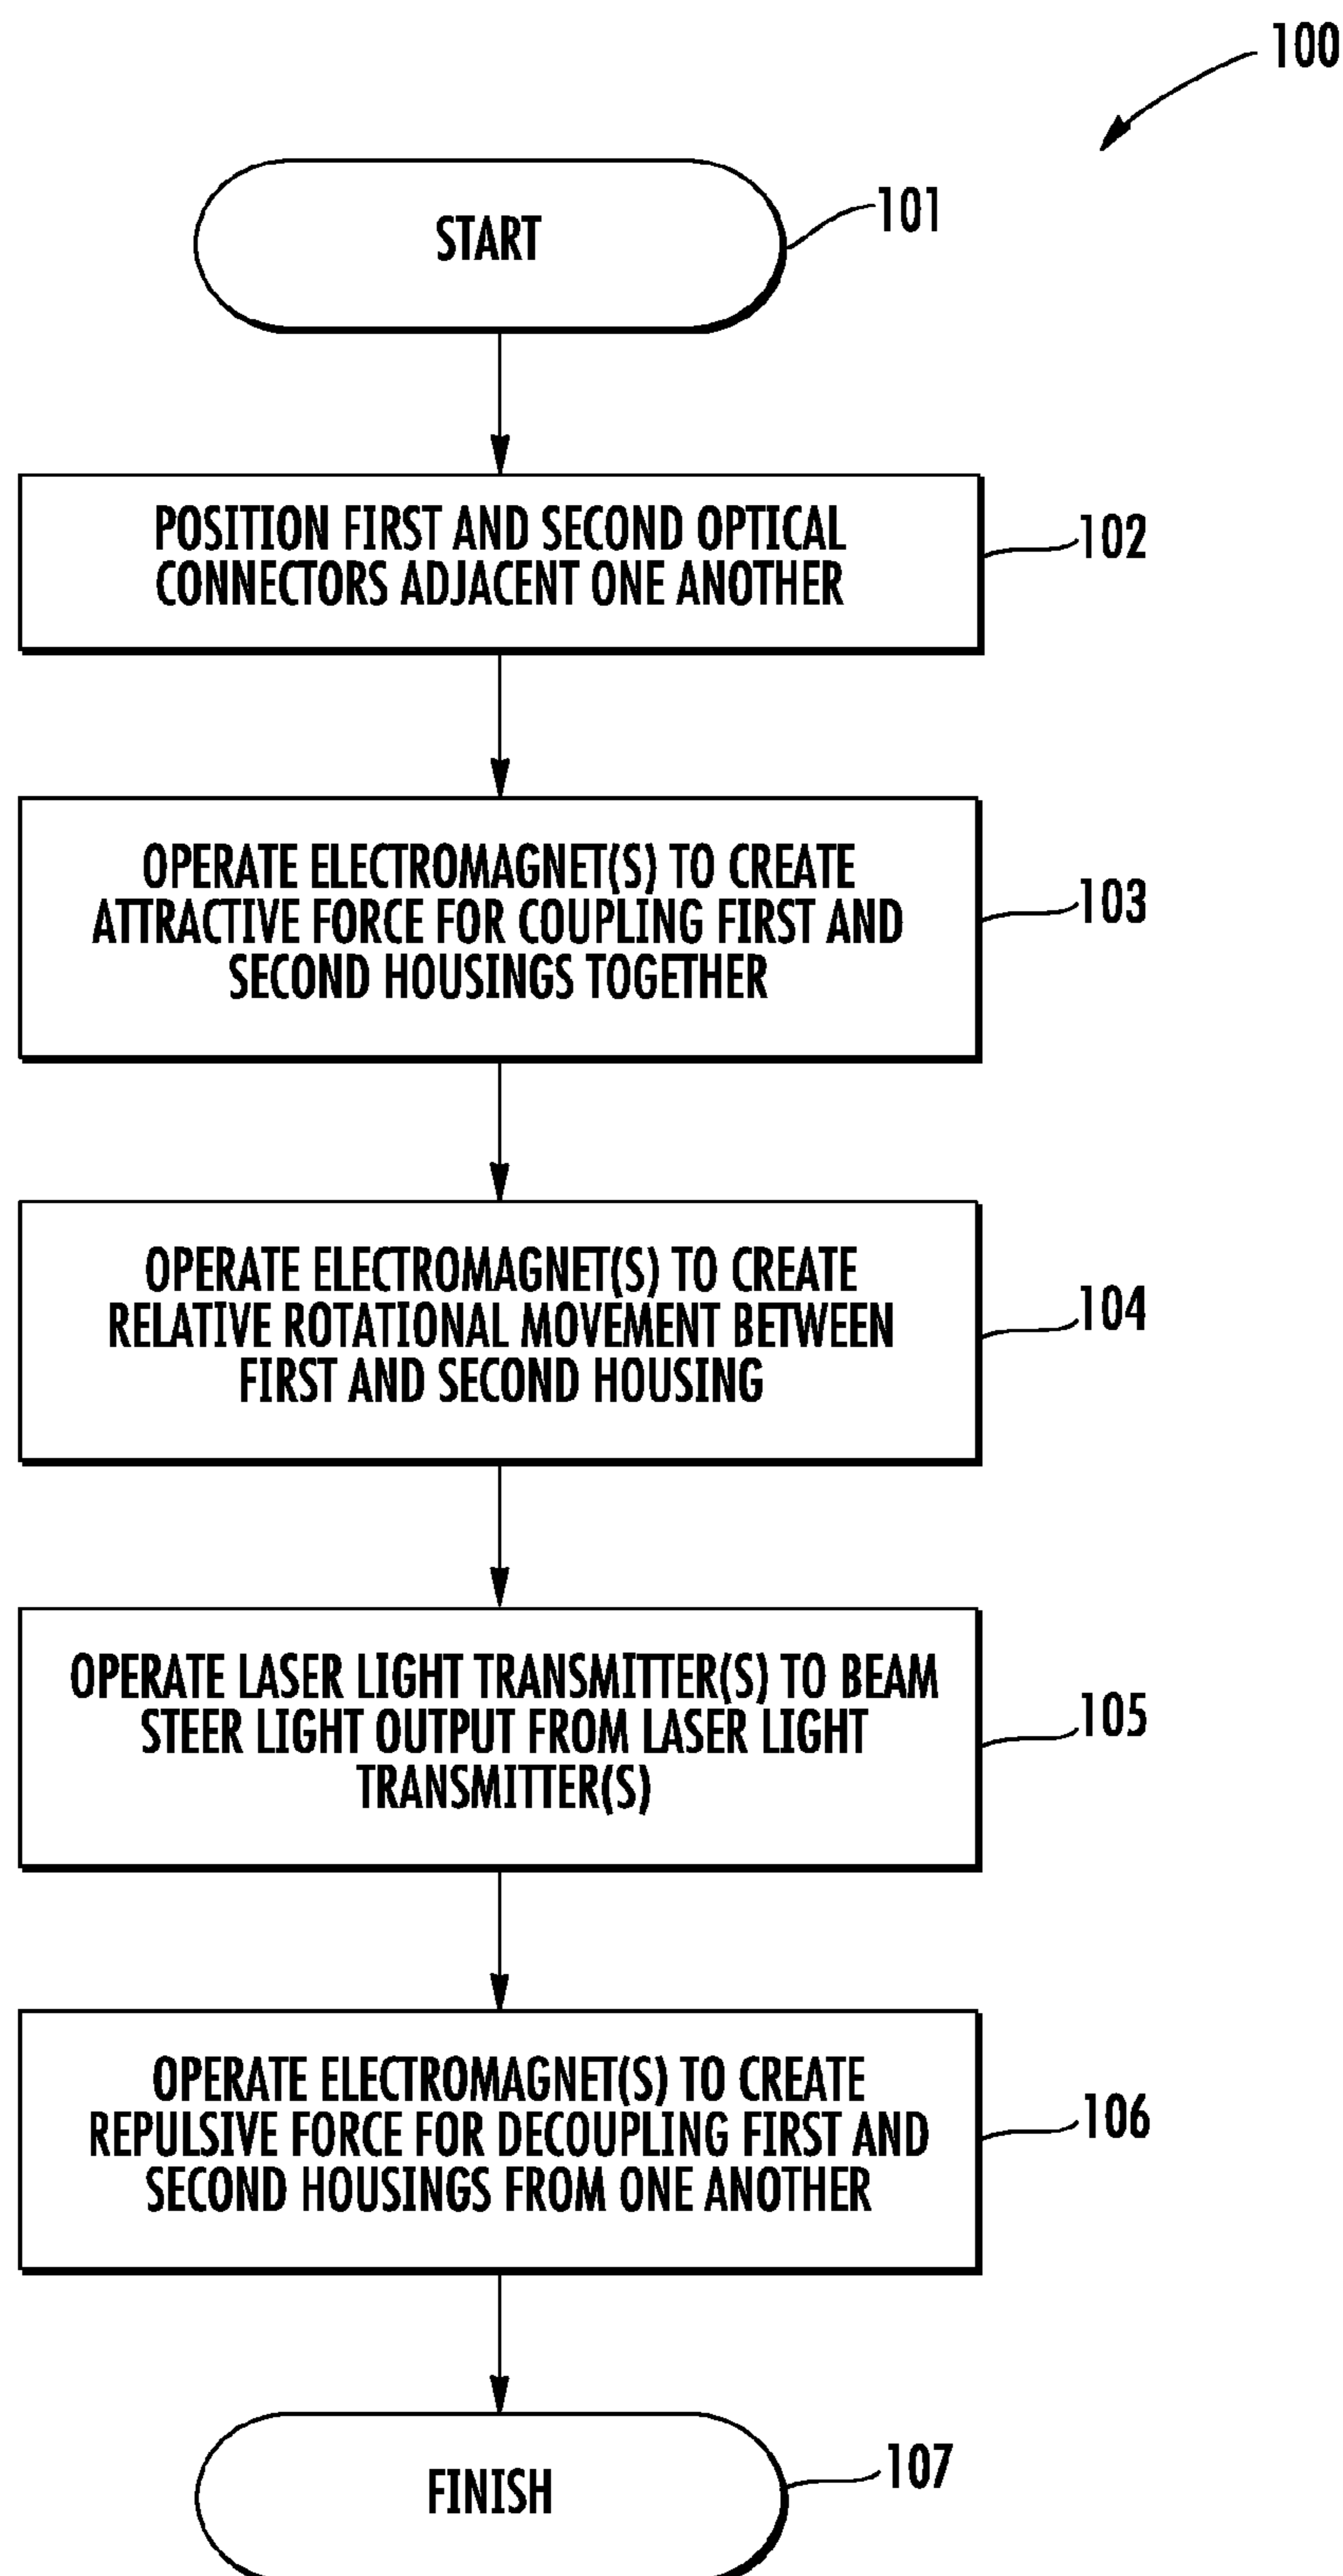 100
START
101
POSITION FIRST AND SECOND OPTICAL
CONNECTORS ADJACENT ONE ANOTHER
102
OPERATE ELECTROMAGNET(S) TO CREATE
ATTRACTIVE FORCE FOR COUPLING FIRST AND
SECOND HOUSINGS TOGETHER
103
OPERATE ELECTROMAGNET(S) TO CREATE
RELATIVE ROTATIONAL MOVEMENT BETWEEN
FIRST AND SECOND HOUSING
104
OPERATE LASER LIGHT TRANSMITTER(S) TO BEAM
STEER LIGHT OUTPUT FROM LASER LIGHT
TRANSMITTER(S)
105
OPERATE ELECTROMAGNET(S) TO CREATE
REPULSIVE FORCE FOR DECOUPLING FIRST AND
SECOND HOUSINGS FROM ONE ANOTHER
106
FINISH
107